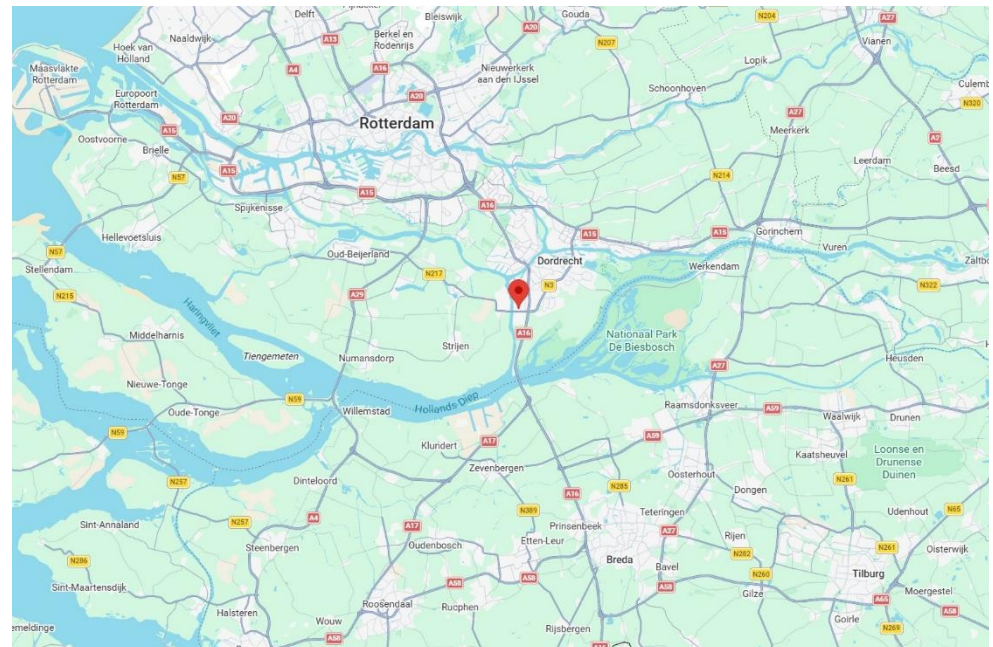 Delft
Bleiswijk
Gouda
A20
N204
A27
Naaldwijk
A13
Berkel en
Rodenrijs
N207
Vianen
Hoek van
Holland
A4
A16
Nieuwerkerk
aan den IJssel
Lopik
Maasvlakte
Rotterdam
Europoort
Rotterdam
A20
A20
Schoonhoven
Culemb
N320
A27
Rotterdam
Meerkerk
A15
Oostvoorne
Brielle
A2
Leerdam
Beesd
N57
A15
A15
N214
Spijkenisse
A16
Hellevoetsluis
A15
A15
Gorinchem
N57
Oud-Beijerland
Dordrecht
Vuren
Stellendam
N217
Werkendam
Zaltbo
N215
A29
N3
N322
Haringvliet
Middelharnis
A16
Nationaal Park
De Biesbosch
Tiengemeten
Numansdorp
Strijen
A27
Heusden
H
Nieuwe-Tonge
N59
Hollands Diep
Oude-Tonge
Willemstad
Raamsdonksveer
A59
Waalwijk
Drunen
N59
Klundert
A17
A59
Kaatsheuvel
Loonse en
Drunense
Duinen
Zevenbergen
N257
Dinteloord
Oosterhout
N261
A16
N285
Dongen
N389
Teteringen
N65
Sint-Annaland
N257
A4
A17
Prinsenbeek
A27
Udenhout
Rijen
Steenbergen
Oudenbosch
Etten-Leur
N261
Oisterwijk
N286
Breda
Bavel
N282
N260
Tilburg
Sint-Maartensdijk
A58
A58
A58
Gilze
Moergestel
Halsteren
Roosendaal
Rucphen
A65
A58
emeldinge
Wouw
A58
Rijsbergen
Goirle
N269